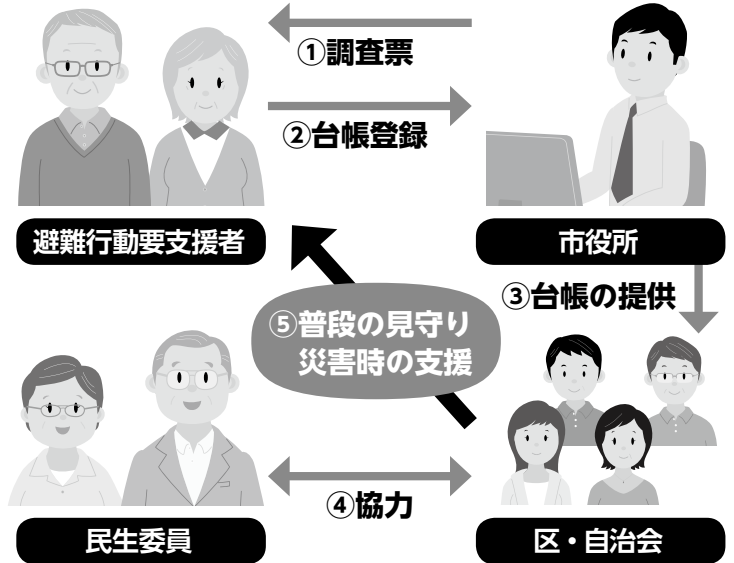 ①調査票
②台帳登録
避難行動要支援者
市役所
③台帳の提供
⑤普段の見守り
災害時の支援
④協力
民生委員
区・自治会